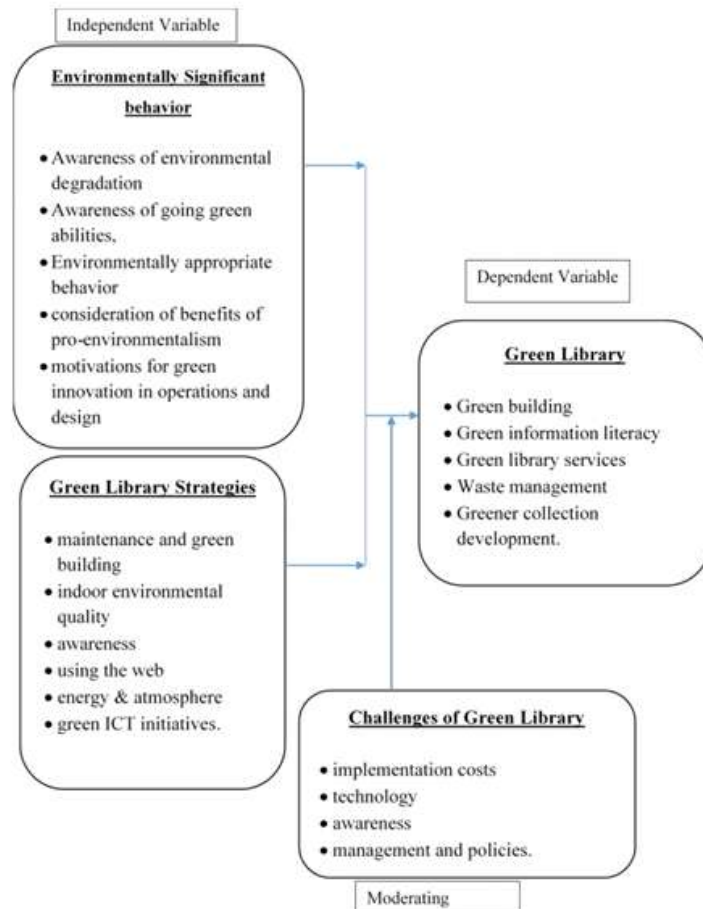 Independent Variable
Environmentally Significant
behavior
• Awareness of environmental
degradation
• Awareness of going green
abilities,
• Environmentally appropriate
behavior
• consideration of benefits of
pro-environmentalism
• motivations for green
innovation in operations and
design
Green Library Strategies
• maintenance and green
building
• indoor environmental
quality
• awareness
• using the web
• energy & atmosphere
• green ICT initiatives.
Dependent Variable
Green Library
• Green building
• Green information literacy
• Green library services
• Waste management
• Greener collection
development.
Challenges of Green Library
• implementation costs
• technology
• awareness
• management and policies.
Moderating